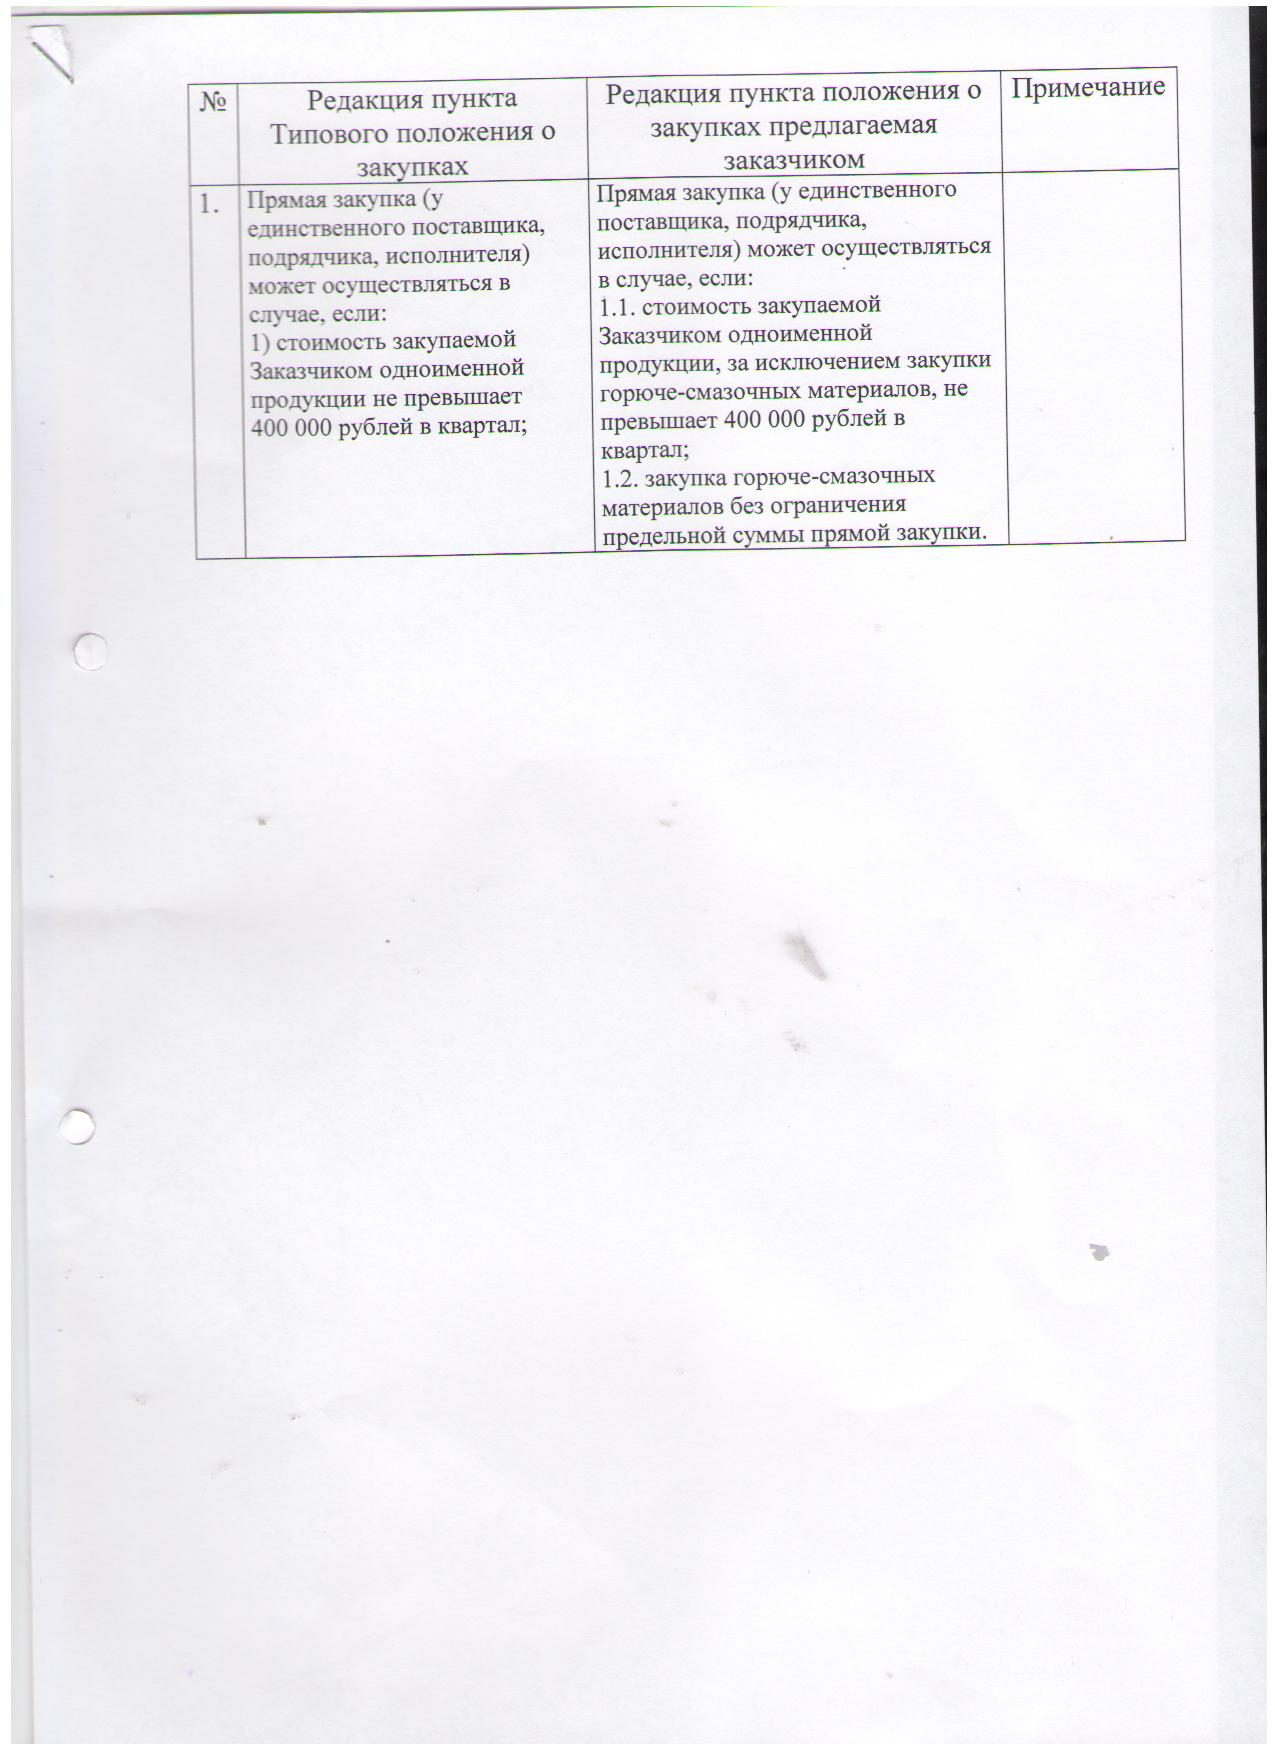 №
Редакция пункта
Типового положения о
закупках
Редакция пункта положения о
закупках предлагаемая
заказчиком
Примечание
1.
Прямая закупка (у
единственного поставщика,
подрядчика, исполнителя)
может осуществляться в
случае, если:
1) стоимость закупаемой
Заказчиком одноименной
продукции не превышает
400 000 рублей в квартал;
Прямая закупка (у единственного
поставщика, подрядчика,
исполнителя) может осуществляться
в случае, если:
1.1. стоимость закупаемой
Заказчиком одноименной
продукции, за исключением закупки
горюче-смазочных материалов, не
превышает 400 000 рублей в
квартал;
1.2. закупка горюче-смазочных
материалов без ограничения
предельной суммы прямой закупки.